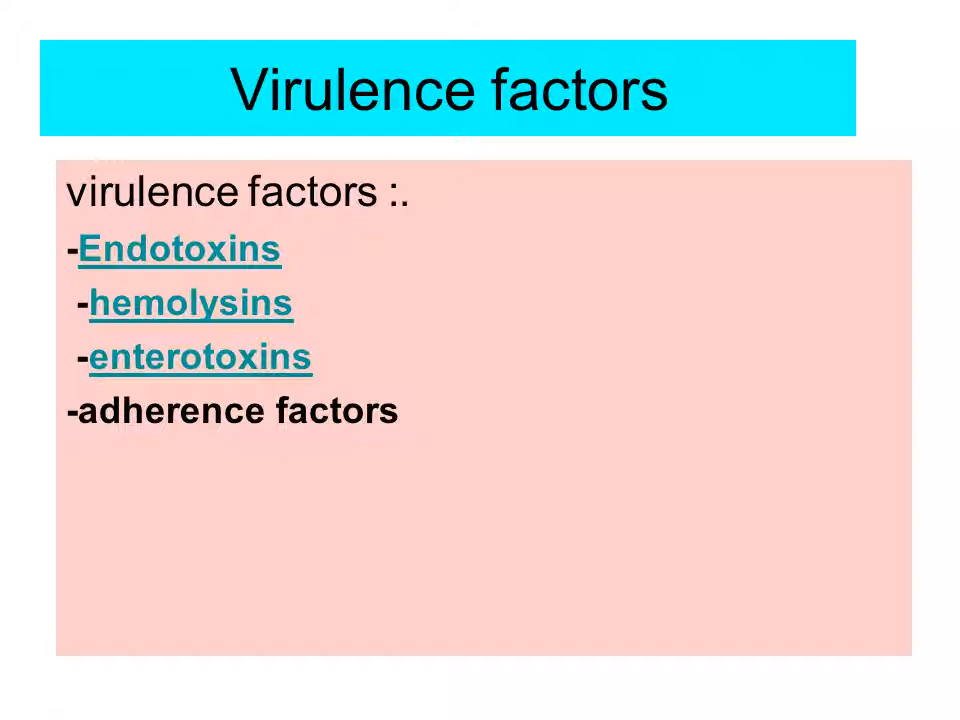 Virulence factors
virulence factors :.
-Endotoxins
-hemolysins
-enterotoxins
-adherence factors